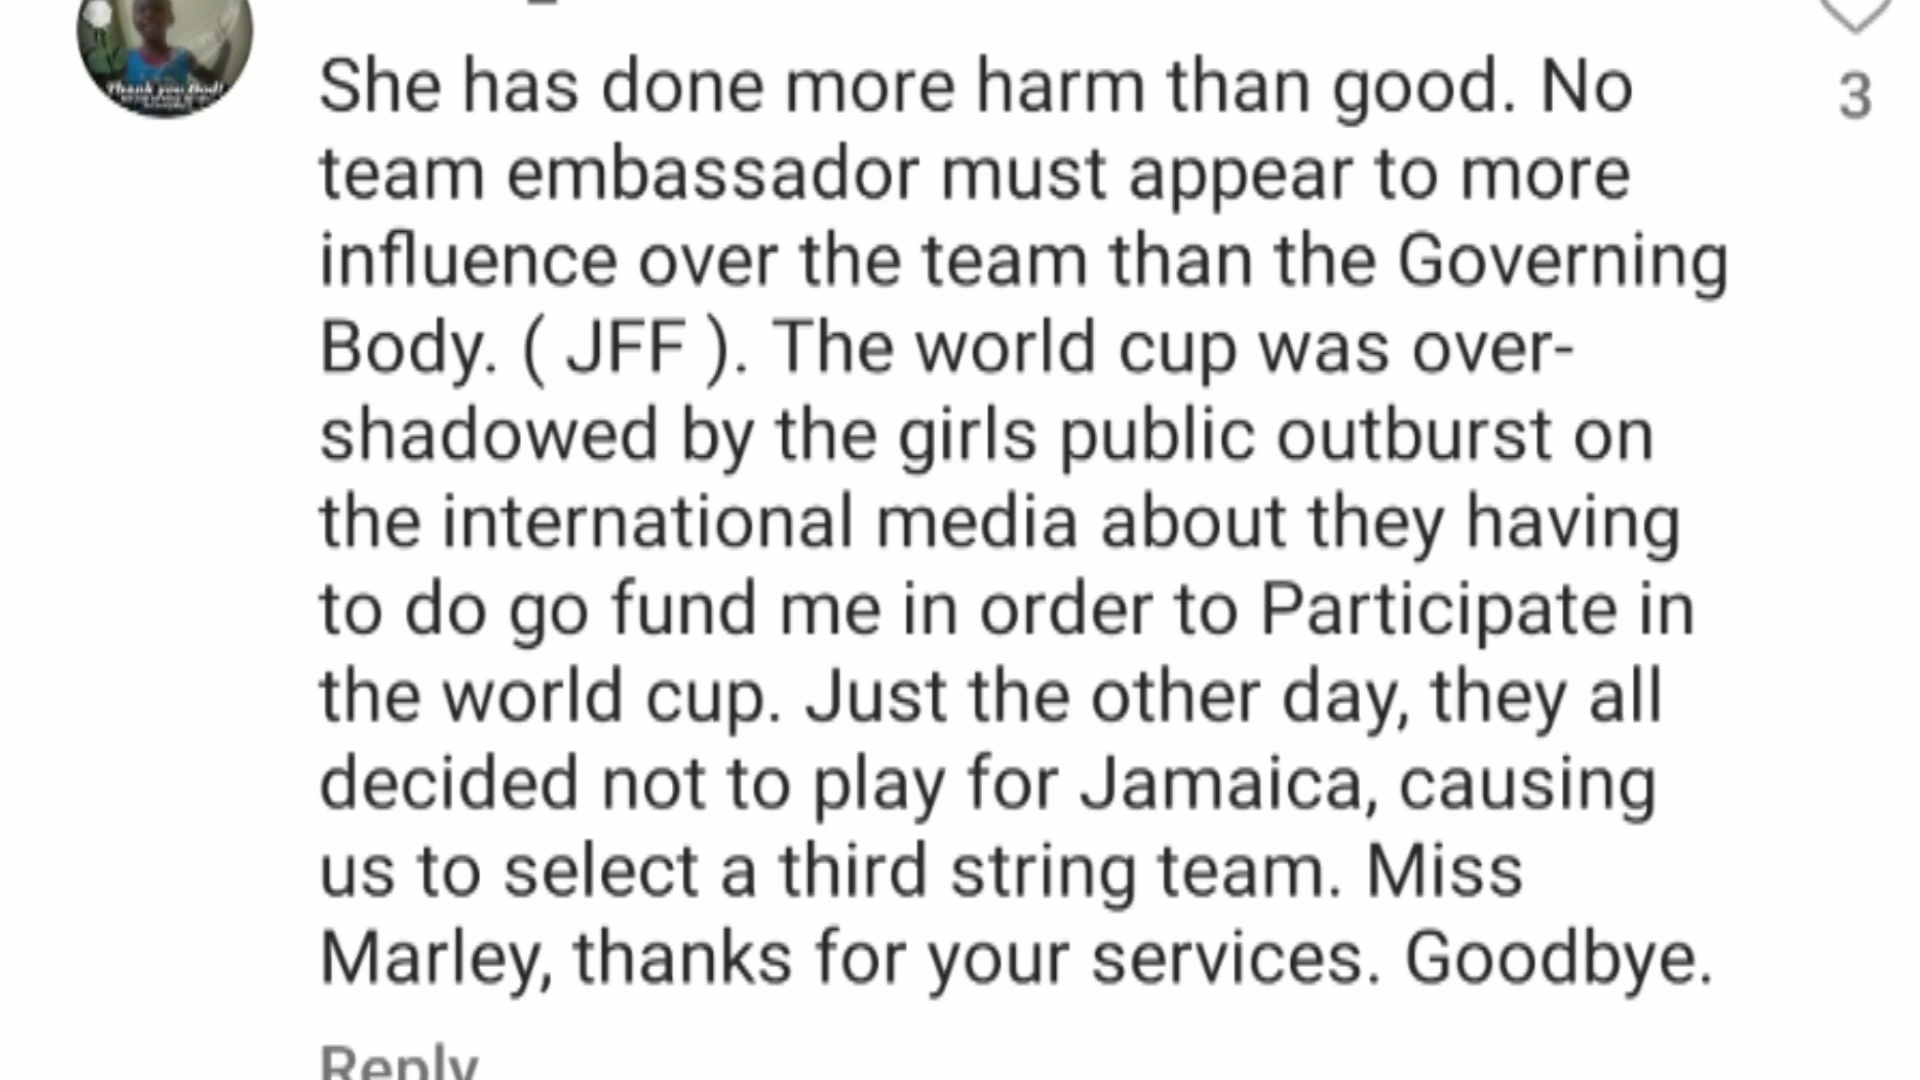 Thank you God!
She has done more harm than good. No
3
team embassador must appear to more
influence over the team than the Governing
Body. ( JFF ). The world cup was over-
shadowed by the girls public outburst on
the international media about they having
to do go fund me in order to Participate in
the world cup. Just the other day, they all
decided not to play for Jamaica, causing
us to select a third string team. Miss
Marley, thanks for your services. Goodbye.
Reply